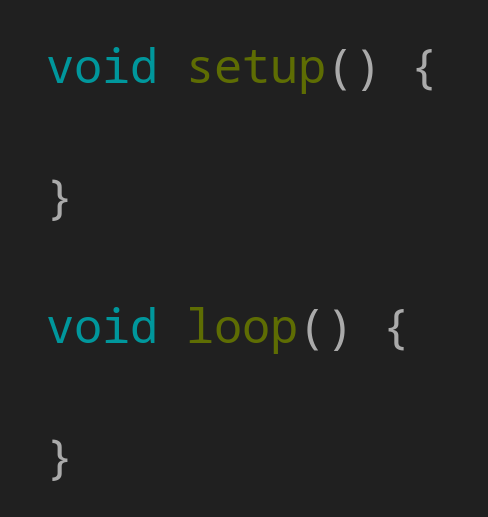 void setup() {
}
void loop() {
}